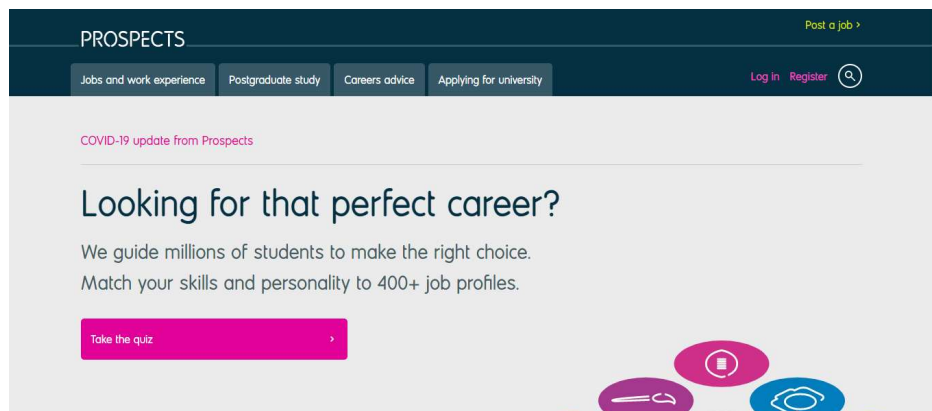 Post a job >
PROSPECTS
Jobs and work experience
Postgraduate study
Careers advice
Applying for university
Log in
Register
COVID-19 update from Prospects
Looking for that perfect career?
We guide millions of students to make the right choice.
Match your skills and personality to 400+ job profiles.
Take the quiz >